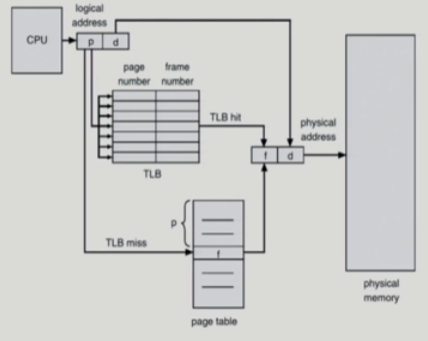 logical
address
CPU
p d
page frame
number number
TLB hit
physical
address
f d
TLB
p
TLB miss
f
physical
memory
page table